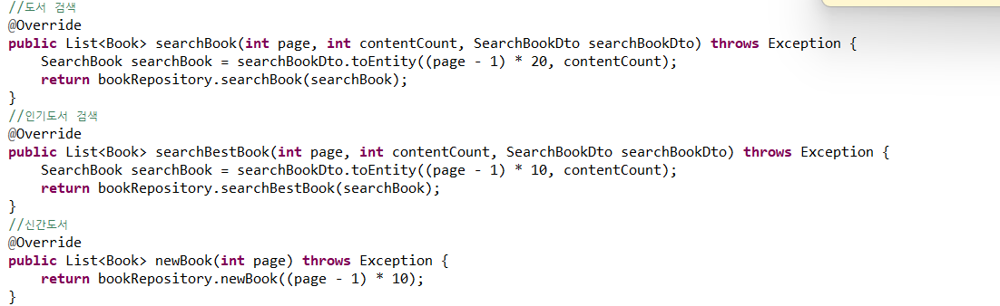 //도서 검색
@Override
public List<Book> searchBook(int page, int contentCount, SearchBookDto searchBookDto) throws Exception {
    SearchBook searchBook = searchBookDto.toEntity((page - 1) * 20, contentCount);
    return bookRepository.searchBook(searchBook);
}
//인기도서 검색
@Override
public List<Book> searchBestBook(int page, int contentCount, SearchBookDto searchBookDto) throws Exception {
    SearchBook searchBook = searchBookDto.toEntity((page - 1) * 10, contentCount);
    return bookRepository.searchBestBook(searchBook);
}
//신간도서
@Override
public List<Book> newBook(int page) throws Exception {
    return bookRepository.newBook((page - 1) * 10);
}